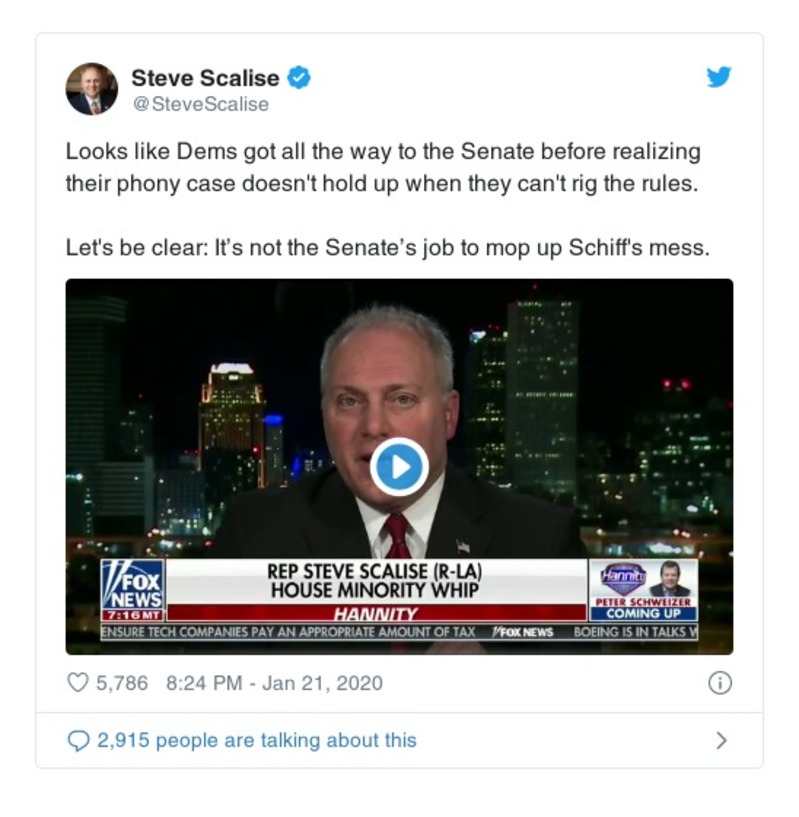 Steve Scalise
@SteveScalise
Looks like Dems got all the way to the Senate before realizing
their phony case doesn't hold up when they can't rig the rules.
Let's be clear: It’s not the Senate’s job to mop up Schiff's mess.
REP STEVE SCALISE (R-LA)
HOUSE MINORITY WHIP
HANNITY
FOX
NEWS
7:16 MT
Hannity
PETER SCHWEIZER
COMING UP
ENSURE TECH COMPANIES PAY AN APPROPRIATE AMOUNT OF TAX FOX NEWS BOEING IS IN TALKS W
5,786 8:24 PM - Jan 21, 2020
2,915 people are talking about this